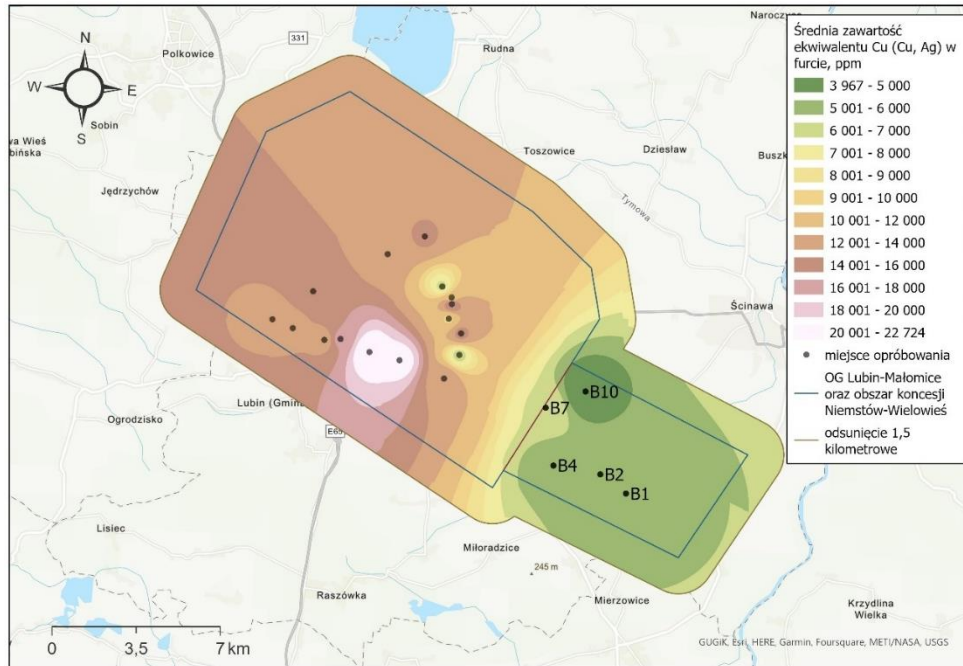 N
W
E
S
331
Polkowice
Sobin
wa Wieś
bińska
Jędrzychów
Rudna
Naroczyce
Toszowice
Dziesław
Buszk
Tymowa
Ścinawa
Ogrodzisko
Lubin (Gmina
E65
B10
B7
B4
B2
B1
Lisiec
Miłoradzice
245 m
Raszówka
Mierzowice
Krzydlina
Wielka
0
3,5
7 km
GUGiK, Esri, HERE, Garmin, Foursquare, METI/NASA, USGS
Średnia zawartość
ekwiwalentu Cu (Cu, Ag) w
furcie, ppm
3 967 - 5 000
5 001 - 6 000
6 001 - 7 000
7 001 - 8 000
8 001 - 9 000
9 001 - 10 000
10 001 - 12 000
12 001 - 14 000
14 001 - 16 000
16 001 - 18 000
18 001 - 20 000
20 001 - 22 724
miejsce opróbowania
OG Lubin-Małomice
oraz obszar koncesji
Niemstów-Wielowieś
odsunięcie 1,5
kilometrowe